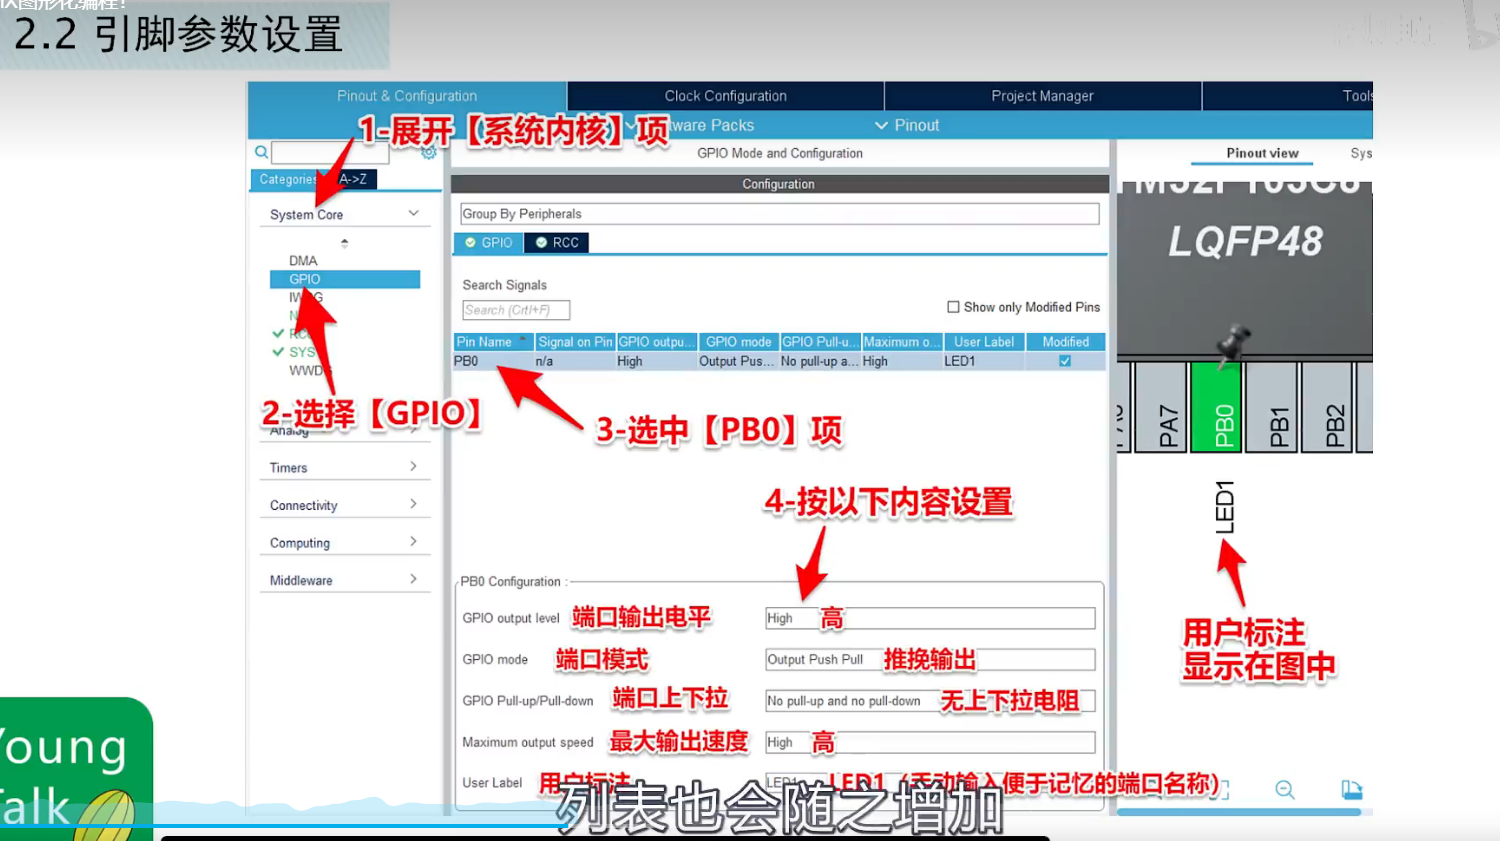 IX图形化编程!
2.2 引脚参数设置
Pinout & Configuration
Clock Configuration
Project Manager
Tools
1-展开【系统内核】项
ware Packs
Pinout
GPIO Mode and Configuration
Pinout view
Sys
Categories
A->Z
Configuration
System Core
Group By Peripherals
GPIO
RCC
LQFP48
DMA
GPIO
Search Signals
Search (Crtl+F)
Show only Modified Pins
RCC
SYS
WWDG
Pin Name
Signal on Pin
GPIO outpu...
GPIO mode
GPIO Pull-u...
Maximum o...
User Label
Modified
PB0
n/a
High
Output Pus...
No pull-up a...
High
LED1
2-选择【GPIO】
3-选中【PB0】项
PA7
PB0
PB1
PB2
Analog
Timers
Connectivity
Computing
Middleware
4-按以下内容设置
LED1
用户标注
显示在图中
PB0 Configuration :
GPIO output level 端口输出电平 High 高
GPIO mode 端口模式 Output Push Pull 推挽输出
GPIO Pull-up/Pull-down 端口上下拉 No pull-up and no pull-down 无上下拉电阻
Maximum output speed 最大输出速度 High 高
User Label 用户标注 LED1 LED1（手动输入便于记忆的端口名称）
Young
Talk
列表也会随之增加